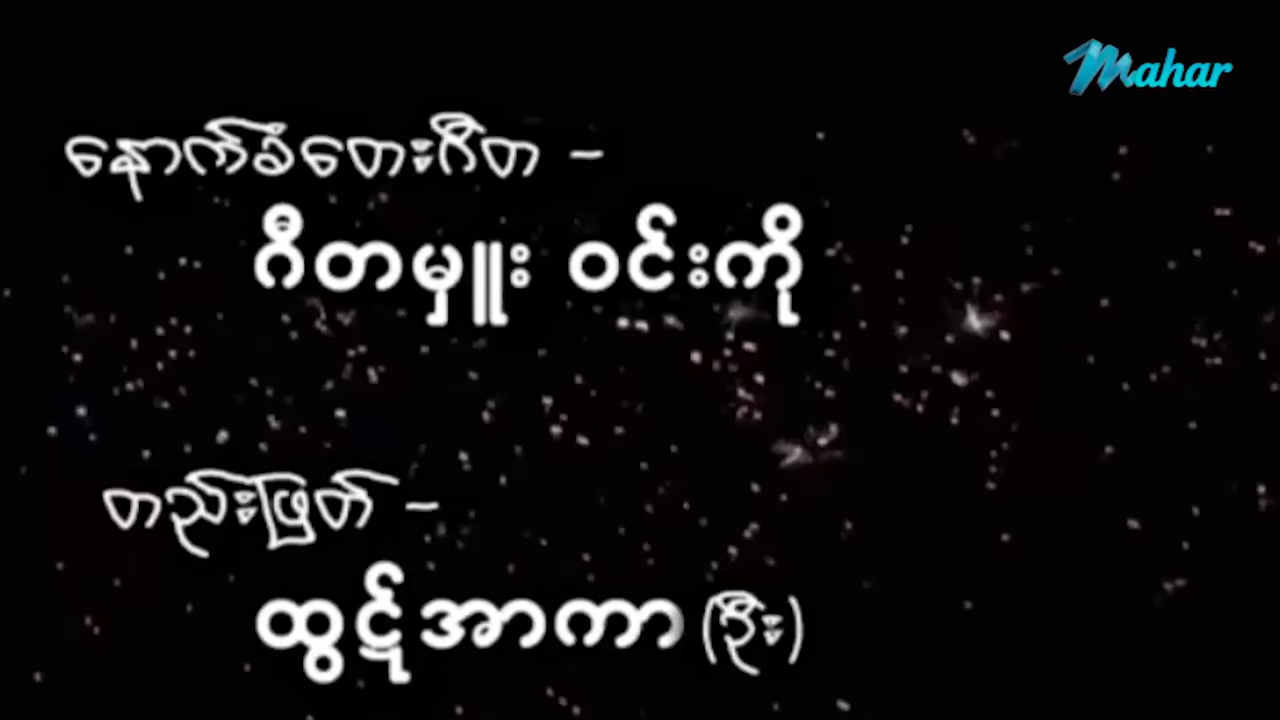 Mahar
နောက်ခံတေးဂီတ -
ဂီတမှူး ဝင်းကို
တည်းဖြတ် -
ထွဋ်အာကာ (ဦး)